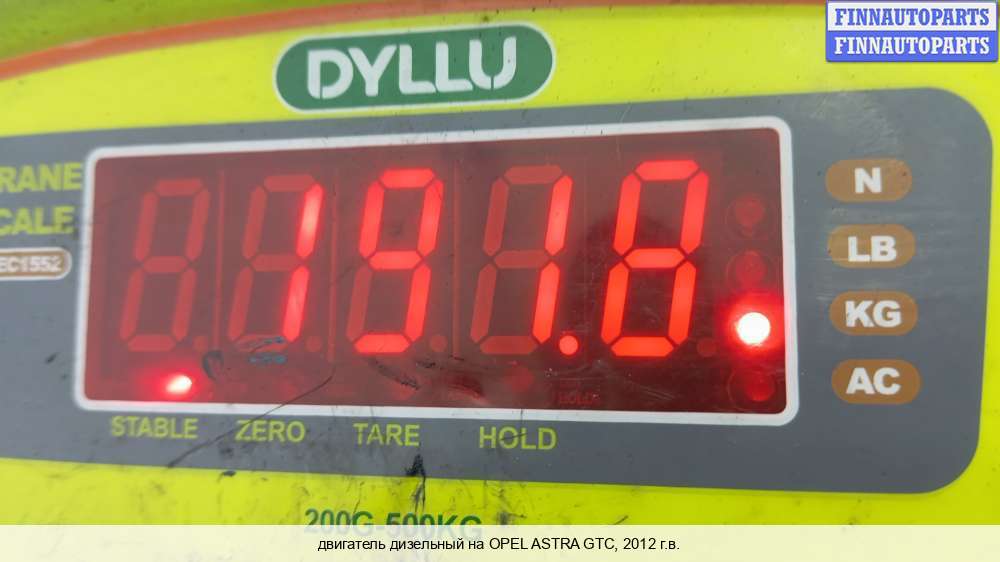 FINNAUTOPARTS
FINNAUTOPARTS
DYLLU
RANE
CALE
EC1552
191.8
N
LB
KG
AC
STABLE ZERO TARE HOLD
200G-500KG
двигатель дизельный на OPEL ASTRA GTC, 2012 г.в.